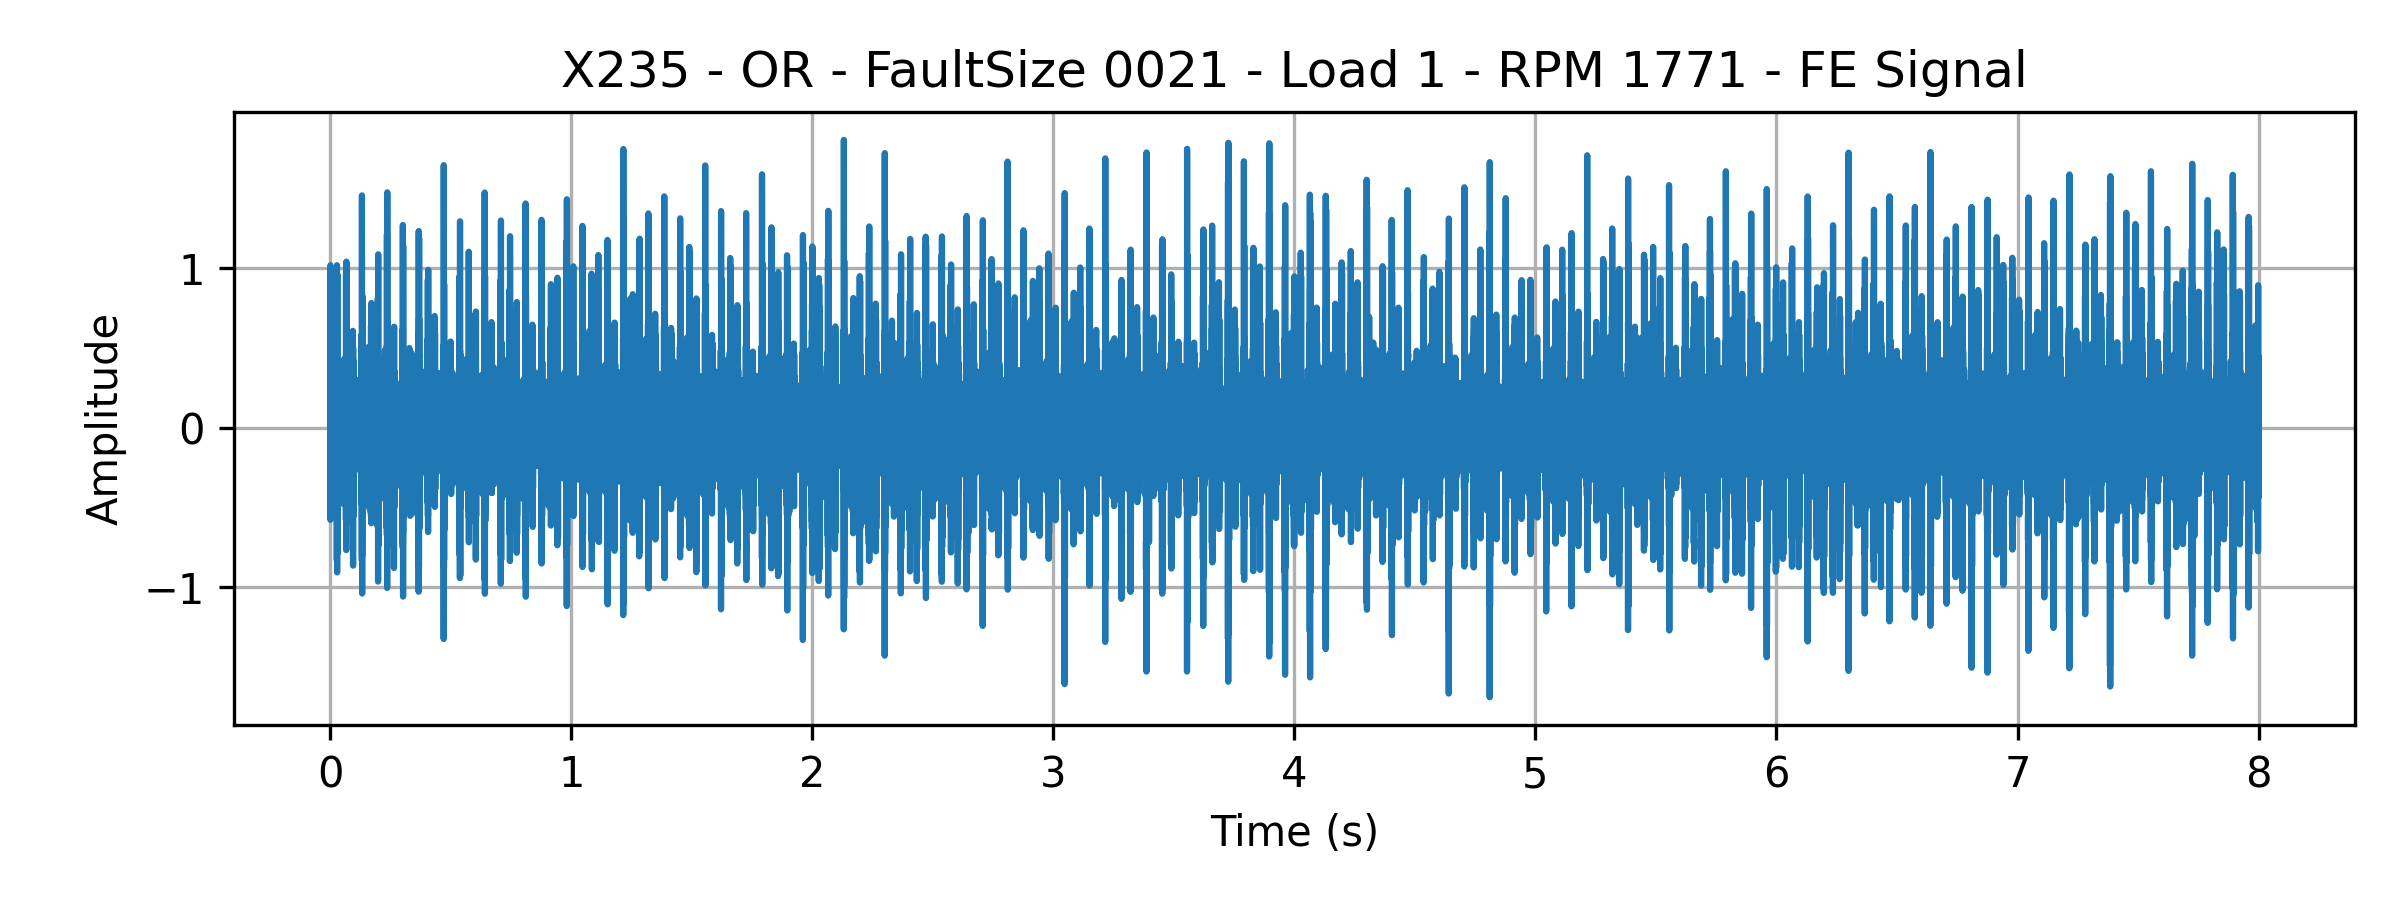 X235 - OR - FaultSize 0021 - Load 1 - RPM 1771 - FE Signal
Amplitude
1
0
−1
0 1 2 3 4 5 6 7 8
Time (s)